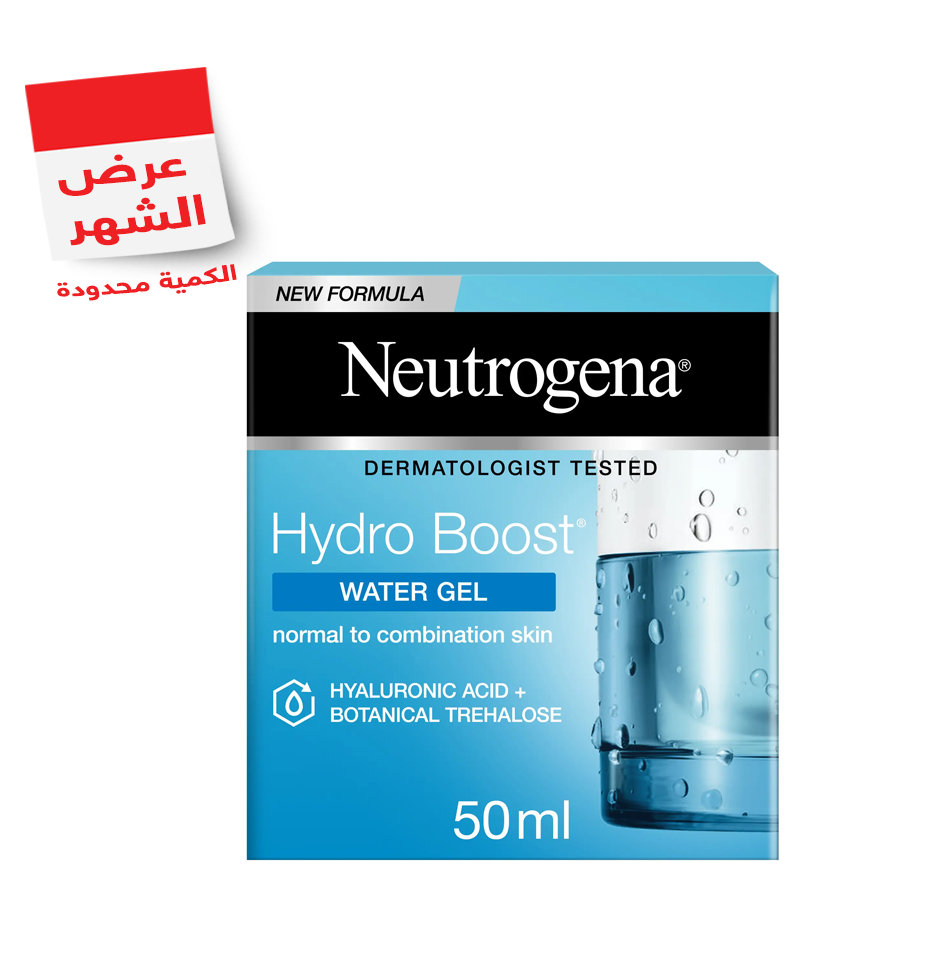 عرض
الشهر
الكمية محدودة
NEW FORMULA
Neutrogena®
DERMATOLOGIST TESTED
Hydro Boost®
WATER GEL
normal to combination skin
HYALURONIC ACID +
BOTANICAL TREHALOSE
50ml